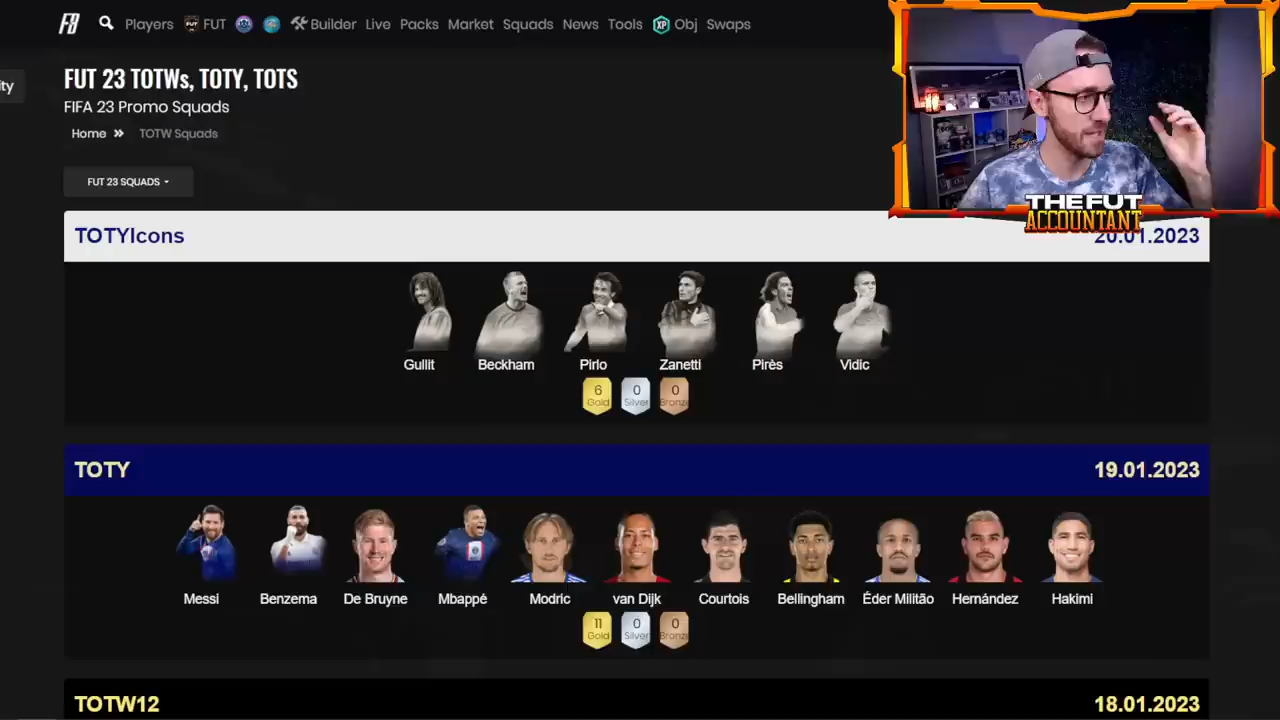 F8 Players FUT FUT Builder Live Packs Market Squads News Tools XP Obj Swaps
ity
FUT 23 TOTWs, TOTY, TOTS
FIFA 23 Promo Squads
Home » TOTW Squads
FUT 23 SQUADS
THE FUT
ACCOUNTANT
TOTYIcons 20.01.2023
Gullit Beckham Pirlo Zanetti Pirès Vidic
6 0 0
Gold Silver Bronze
TOTY 19.01.2023
Messi Benzema De Bruyne Mbappé Modric van Dijk Courtois Bellingham Éder Militão Hernández Hakimi
11 0 0
Gold Silver Bronze
TOTW12 18.01.2023